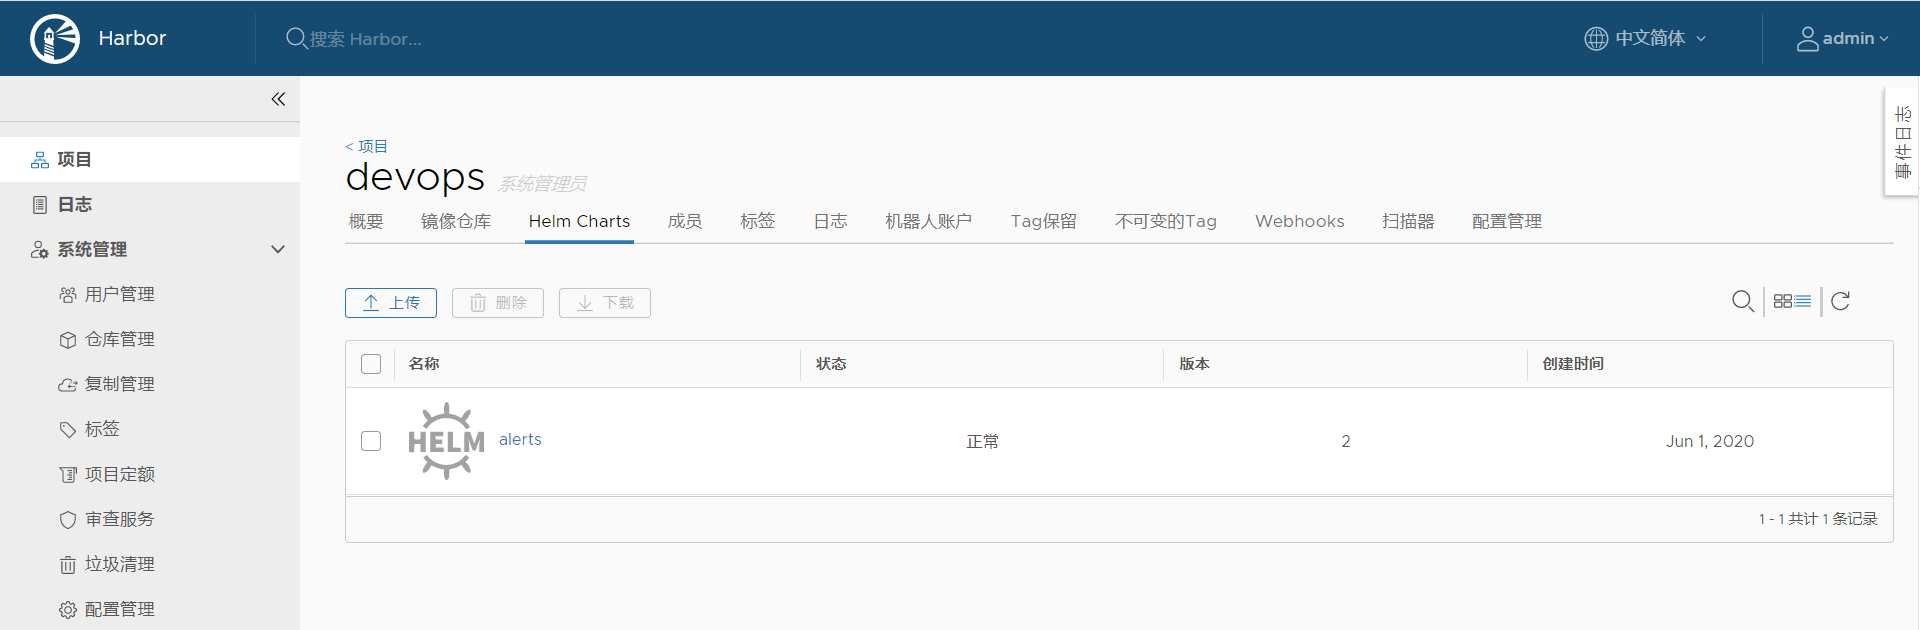 Harbor
搜索 Harbor...
中文简体
admin
事件日志
项目
日志
系统管理
用户管理
仓库管理
复制管理
标签
项目定额
审查服务
垃圾清理
配置管理
< 项目
devops 系统管理员
概要 镜像仓库 Helm Charts 成员 标签 日志 机器人账户 Tag保留 不可变的Tag Webhooks 扫描器 配置管理
上传 删除 下载
名称 状态 版本 创建时间
HELM alerts 正常 2 Jun 1, 2020
1 - 1 共计 1 条记录